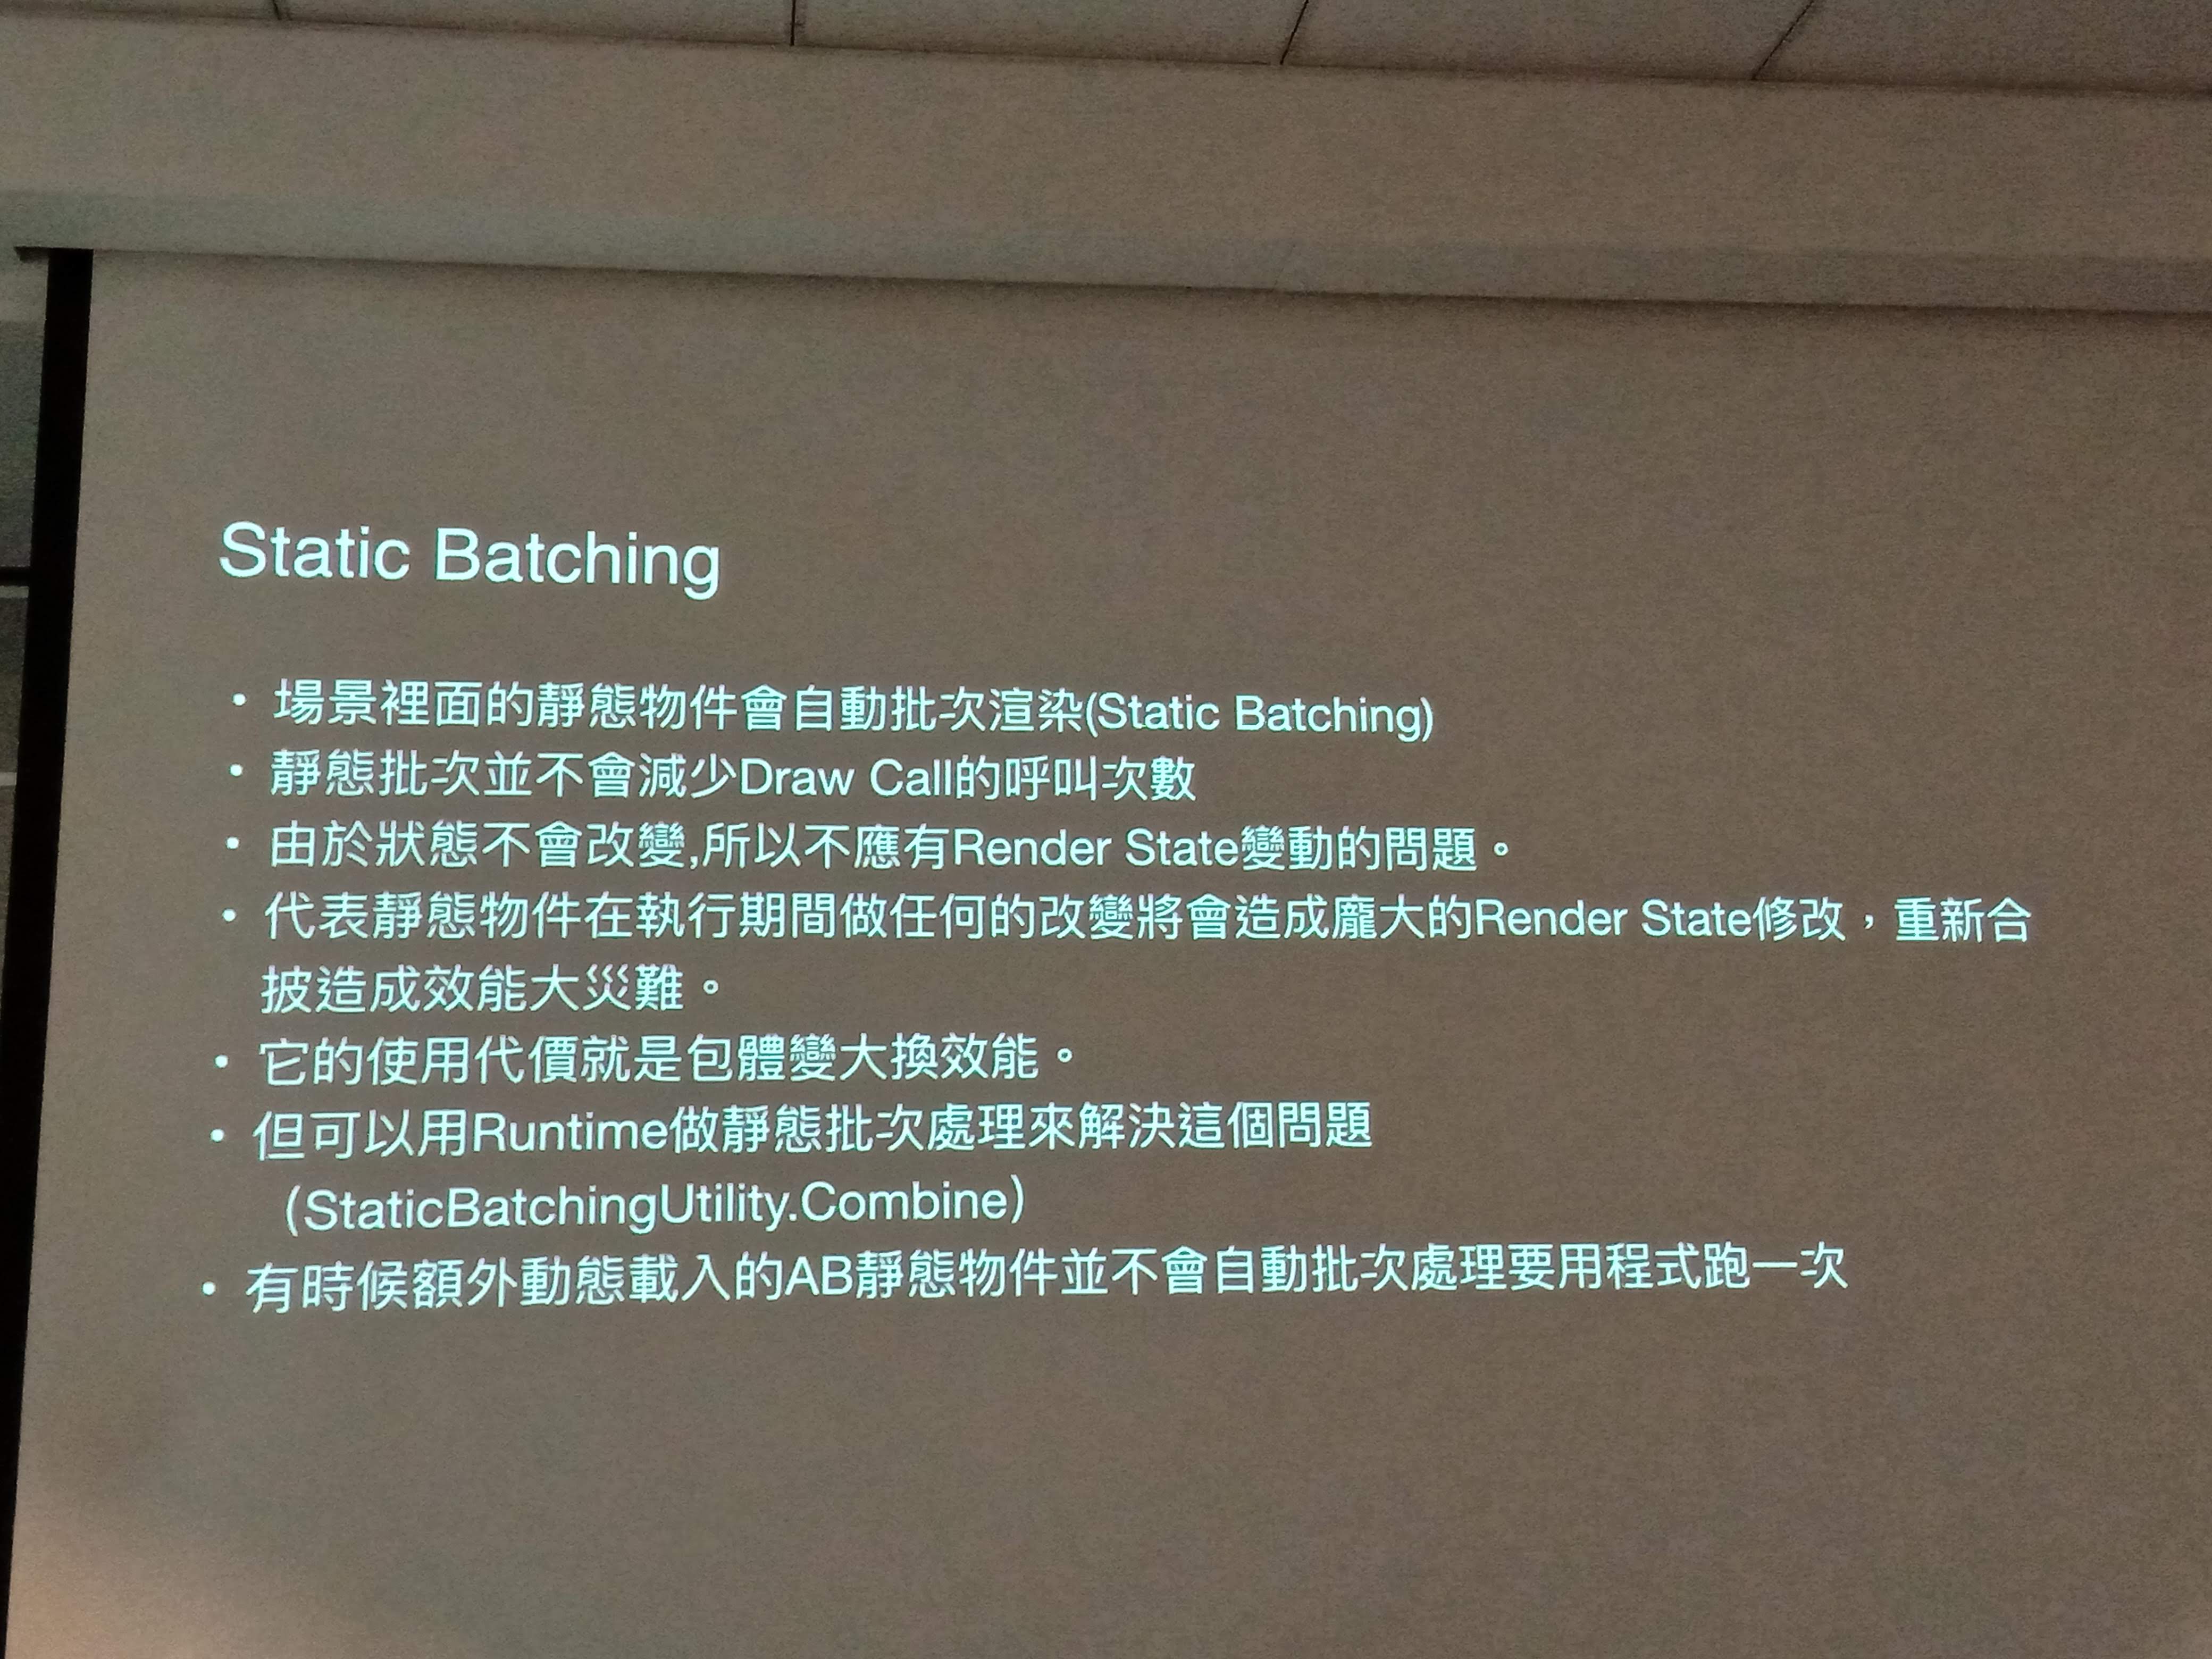 Static Batching
• 場景裡面的靜態物件會自動批次渲染(Static Batching)
• 靜態批次並不會減少Draw Call的呼叫次數
• 由於狀態不會改變,所以不應有Render State變動的問題。
• 代表靜態物件在執行期間做任何的改變將會造成龐大的Render State修改，重新合
披造成效能大災難。
• 它的使用代價就是包體變大換效能。
• 但可以用Runtime做靜態批次處理來解決這個問題
（StaticBatchingUtility.Combine）
• 有時候額外動態載入的AB靜態物件並不會自動批次處理要用程式跑一次